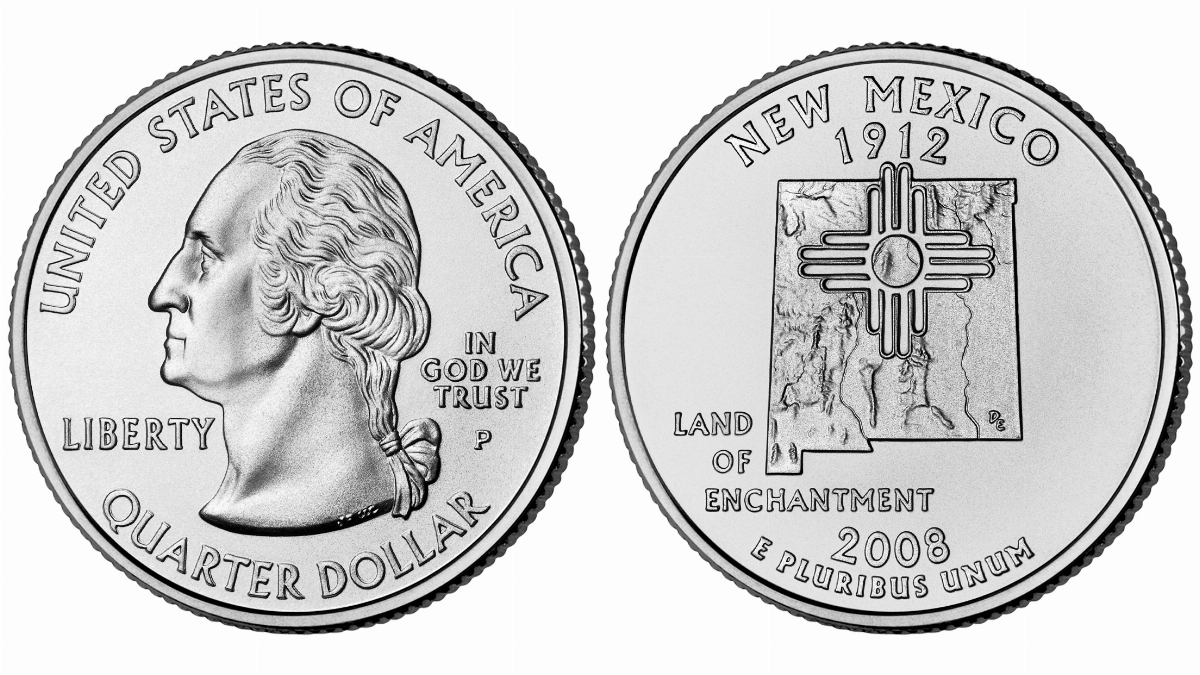 UNITED STATES OF AMERICA
IN
GOD WE
TRUST
LIBERTY
P
QUARTER DOLLAR
NEW MEXICO
1912
DE
LAND
OF
ENCHANTMENT
2008
E PLURIBUS UNUM